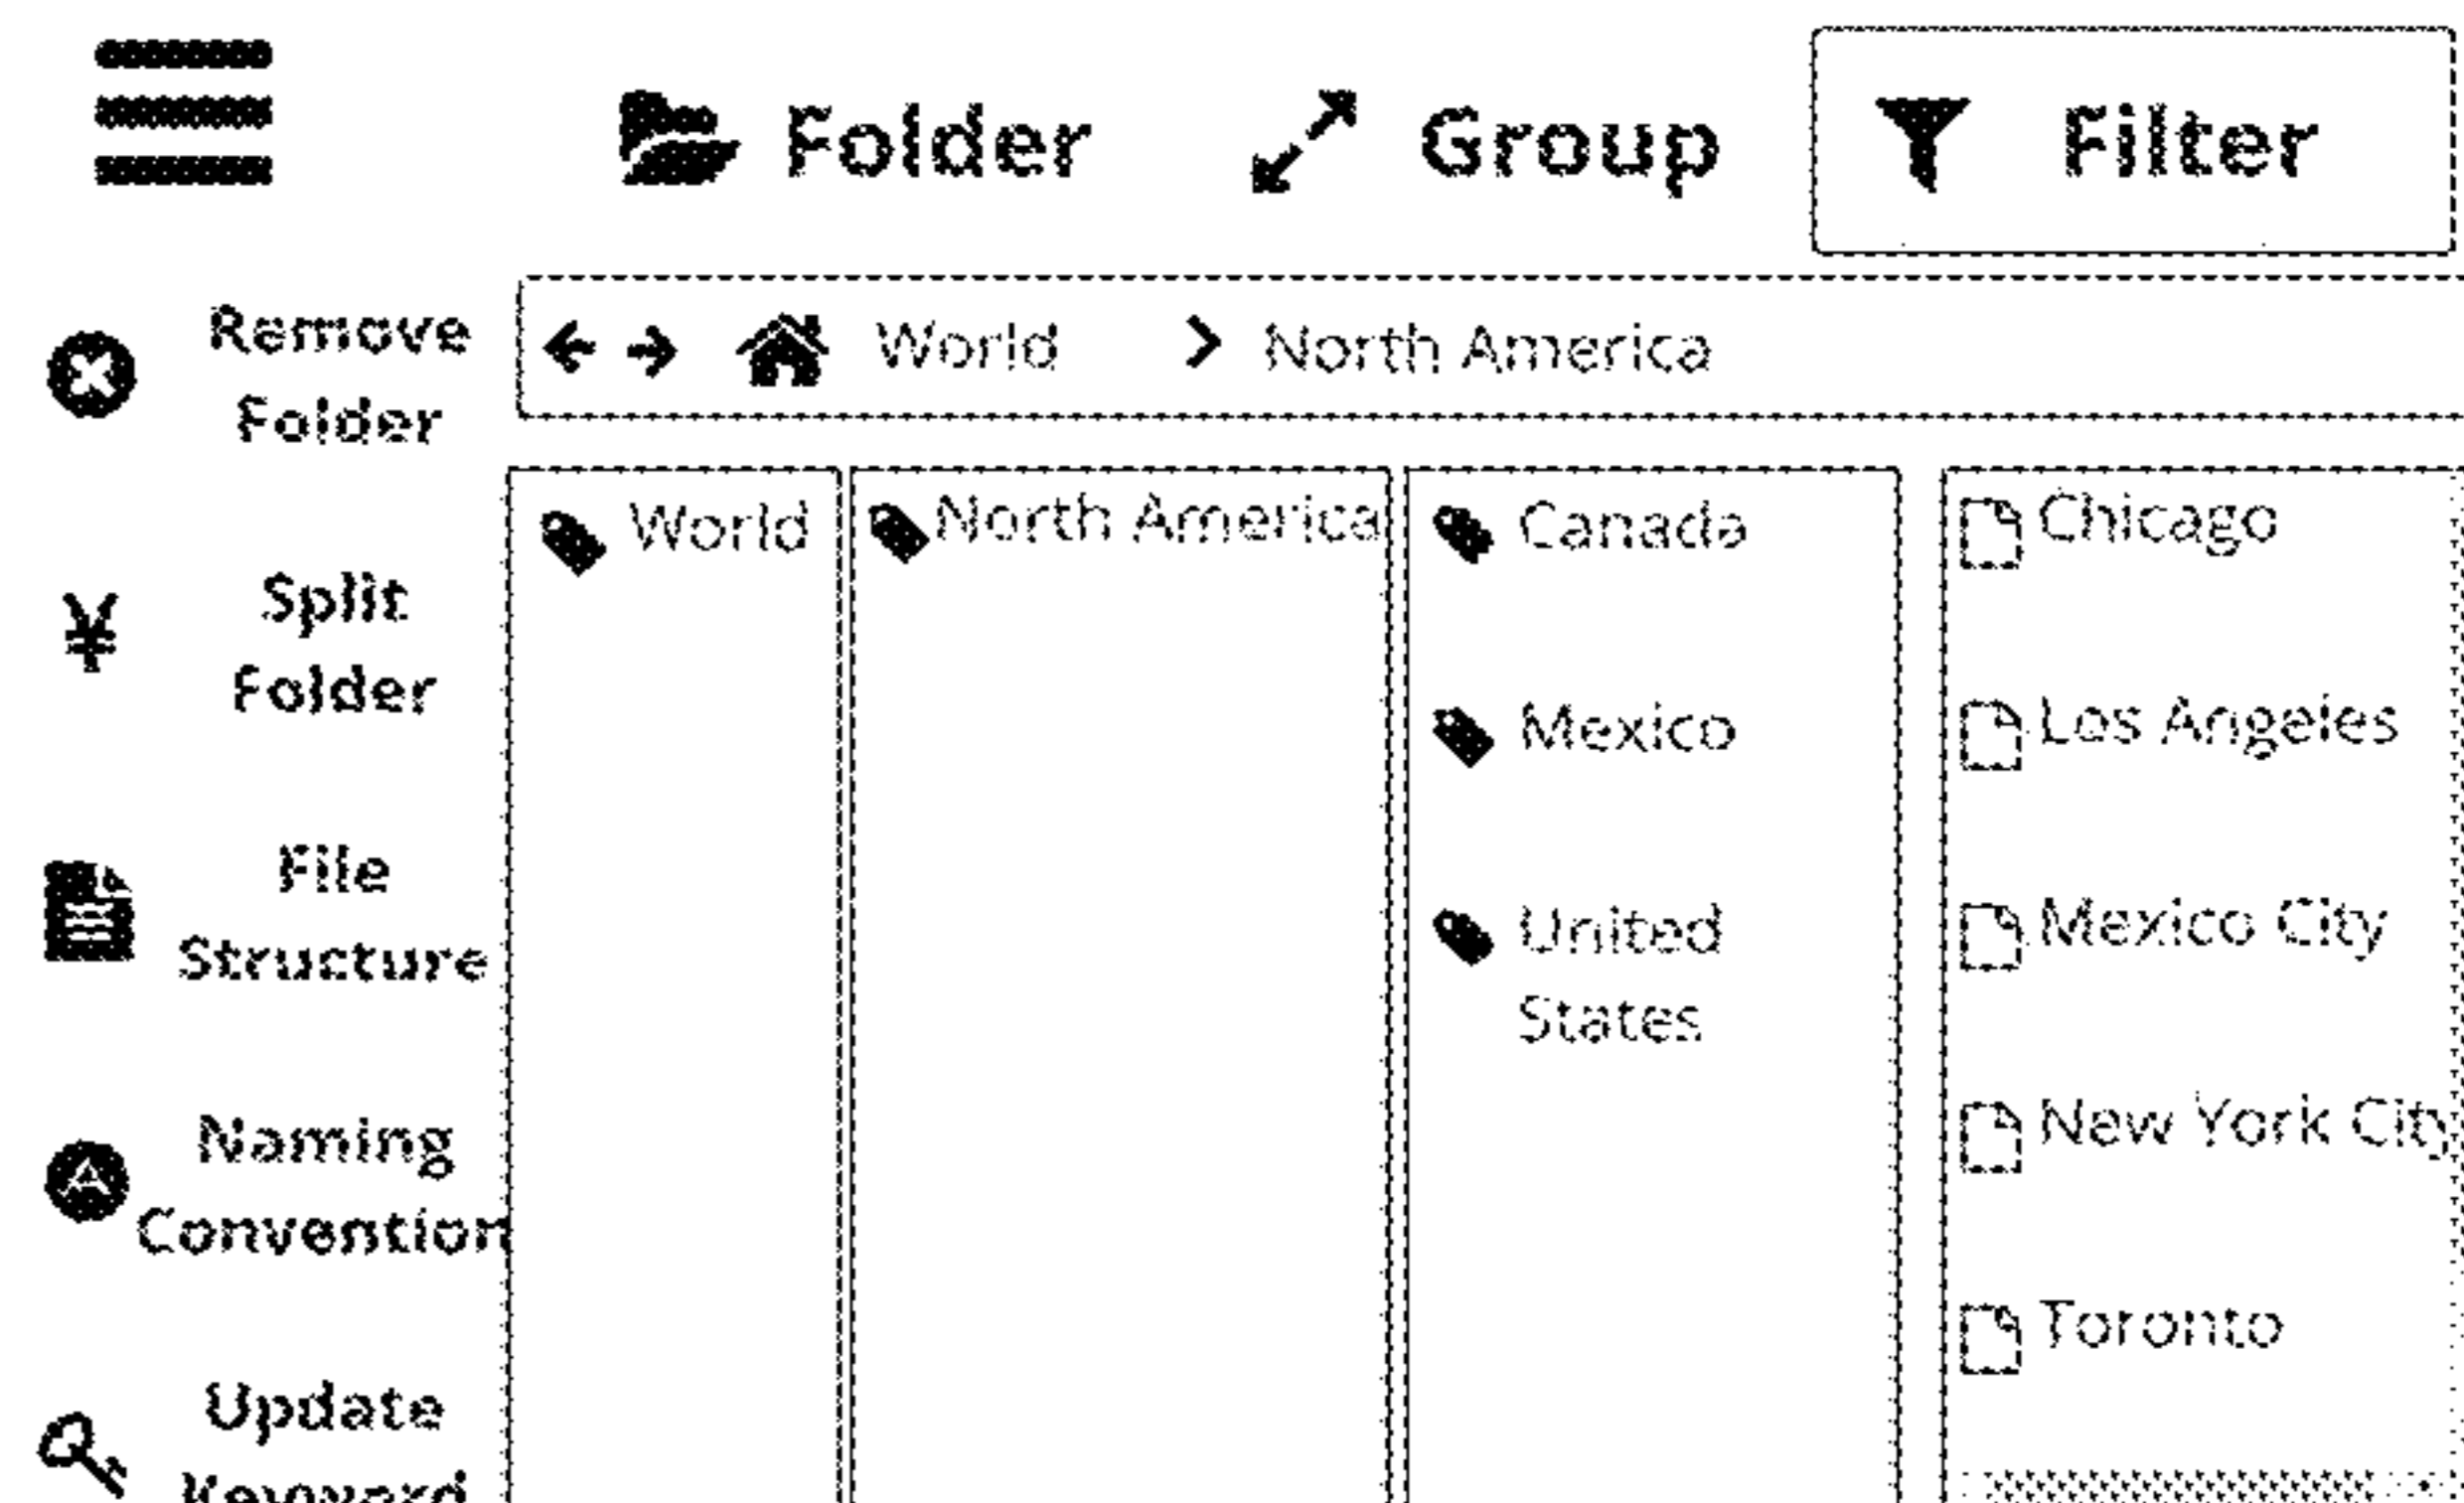 Folder
Group
Filter
World
North America
Remove
Folder
Split
Folder
File
Structure
Naming
Convention
Update
Keyword
World
North America
Canada
Mexico
United
States
Chicago
Los Angeles
Mexico City
New York City
Toronto